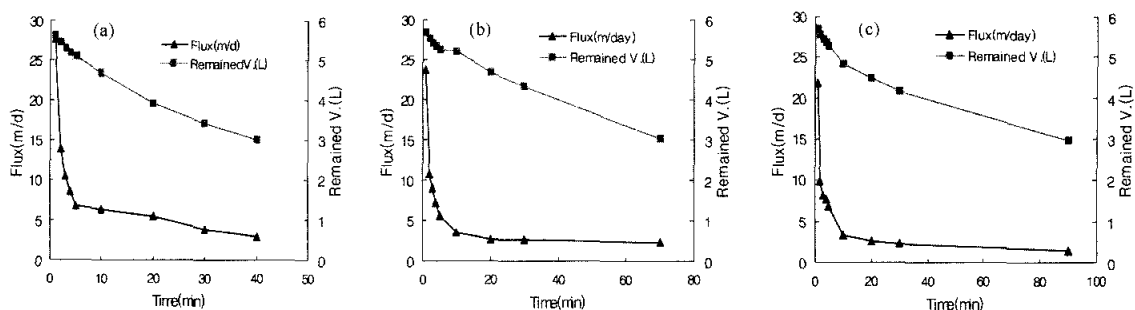 (a)
Flux(m/d)
RemainedV.(L)
Flux(m/d)
30
25
20
15
10
5
0
Remained V.(L)
6
5
4
3
2
1
0
0 10 20 30 40 50
Time(min)
(b)
Flux(m/day)
Remained V.(L)
Flux(m/d)
30
25
20
15
10
5
0
Remained V.(L)
6
5
4
3
2
1
0
0 20 40 60 80
Time(min)
(c)
Flux(m/day)
Remained V.(L)
Flux(m/d)
30
25
20
15
10
5
0
Remained V.(L)
6
5
4
3
2
1
0
0 20 40 60 80 100
Time(min)